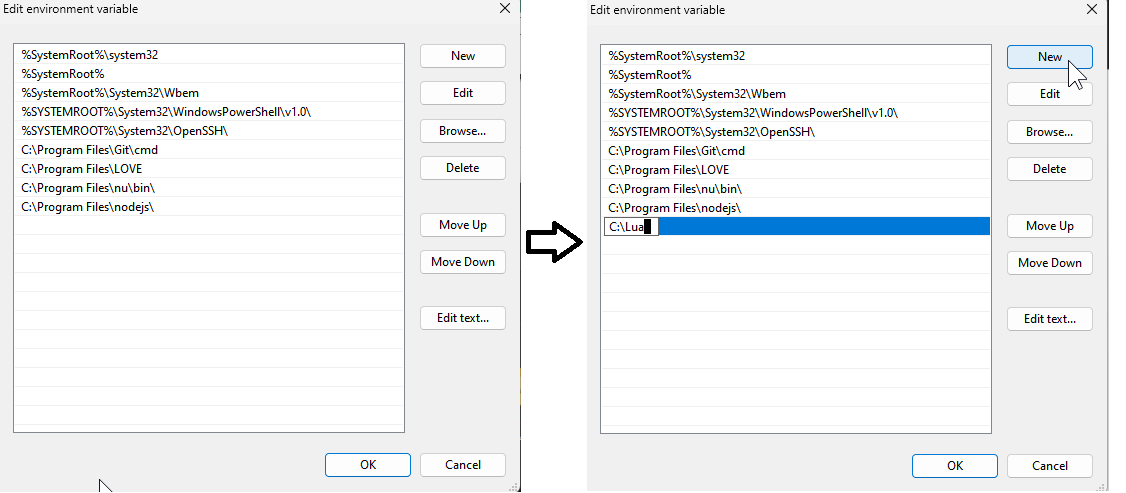 Edit environment variable
%SystemRoot%\system32
%SystemRoot%
%SystemRoot%\System32\Wbem
%SYSTEMROOT%\System32\WindowsPowerShell\v1.0\
%SYSTEMROOT%\System32\OpenSSH\
C:\Program Files\Git\cmd
C:\Program Files\LOVE
C:\Program Files\nu\bin\
C:\Program Files\nodejs\
New
Edit
Browse...
Delete
Move Up
Move Down
Edit text...
OK
Cancel
Edit environment variable
%SystemRoot%\system32
%SystemRoot%
%SystemRoot%\System32\Wbem
%SYSTEMROOT%\System32\WindowsPowerShell\v1.0\
%SYSTEMROOT%\System32\OpenSSH\
C:\Program Files\Git\cmd
C:\Program Files\LOVE
C:\Program Files\nu\bin\
C:\Program Files\nodejs\
C:\Lua
New
Edit
Browse...
Delete
Move Up
Move Down
Edit text...
OK
Cancel